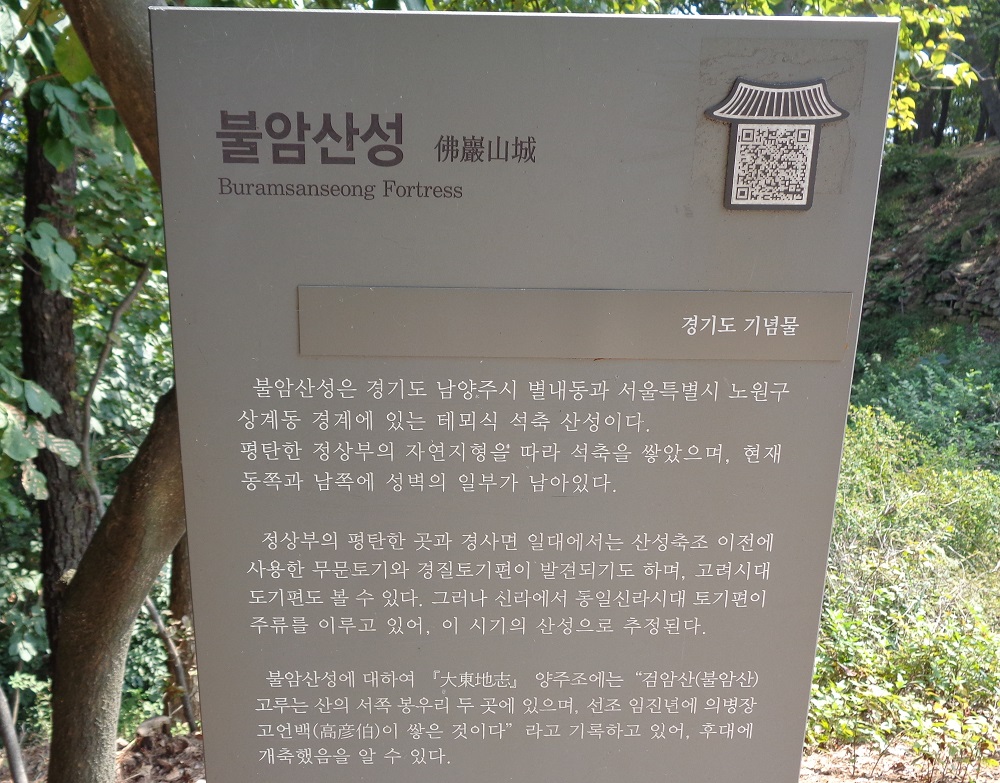 불암산성 佛巖山城
Buramsanseong Fortress
경기도 기념물
불암산성은 경기도 남양주시 별내동과 서울특별시 노원구
상계동 경계에 있는 테뫼식 석축 산성이다.
평탄한 정상부의 자연지형을 따라 석축을 쌓았으며, 현재
동쪽과 남쪽에 성벽의 일부가 남아있다.
정상부의 평탄한 곳과 경사면 일대에서는 산성축조 이전에
사용한 무문토기와 경질토기편이 발견되기도 하며, 고려시대
도기편도 볼 수 있다. 그러나 신라에서 통일신라시대 토기편이
주류를 이루고 있어, 이 시기의 산성으로 추정된다.
불암산성에 대하여 『大東地志』 양주조에는 “검암산(불암산)
고루는 산의 서쪽 봉우리 두 곳에 있으며, 선조 임진년에 의병장
고언백(高彦伯)이 쌓은 것이다” 라고 기록하고 있어, 후대에
개축했음을 알 수 있다.